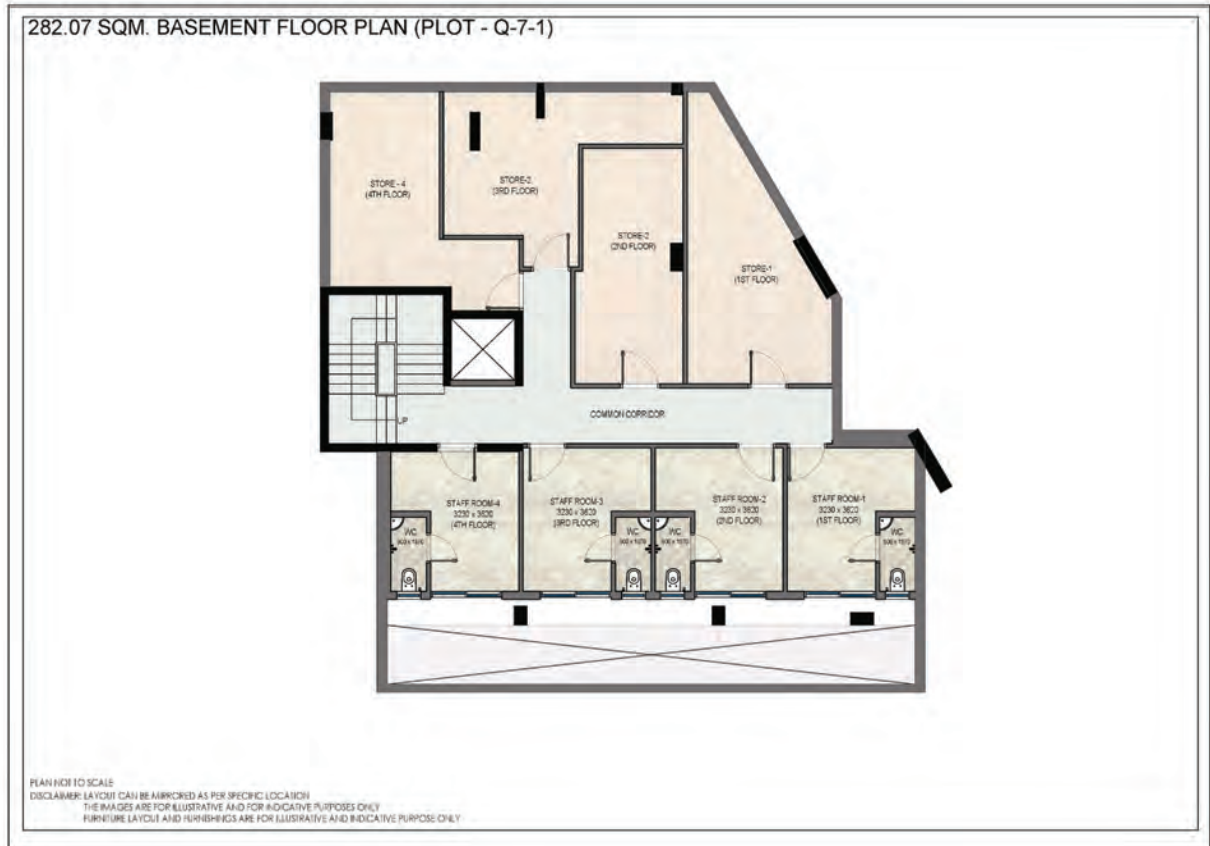 282.07 SQM. BASEMENT FLOOR PLAN (PLOT - Q-7-1)
STORE - 4
(4TH FLOOR)
STORE-3
(3RD FLOOR)
STORE-2
(2ND FLOOR)
STORE-1
(1ST FLOOR)
UP
COMMON CORRIDOR
STAFF ROOM-4
3230 x 3620
(4TH FLOOR)
STAFF ROOM-3
3230 x 3620
(3RD FLOOR)
STAFF ROOM-2
3230 x 3620
(2ND FLOOR)
STAFF ROOM-1
3230 x 3620
(1ST FLOOR)
WC
WC
WC
WC
PLAN NOT TO SCALE
DISCLAIMER: LAYOUT CAN BE MIRRORED AS PER SPECIFIC LOCATION
THE IMAGES ARE FOR ILLUSTRATIVE AND FOR INDICATIVE PURPOSES ONLY
FURNITURE LAYOUT AND FURNISHINGS ARE FOR ILLUSTRATIVE AND INDICATIVE PURPOSE ONLY